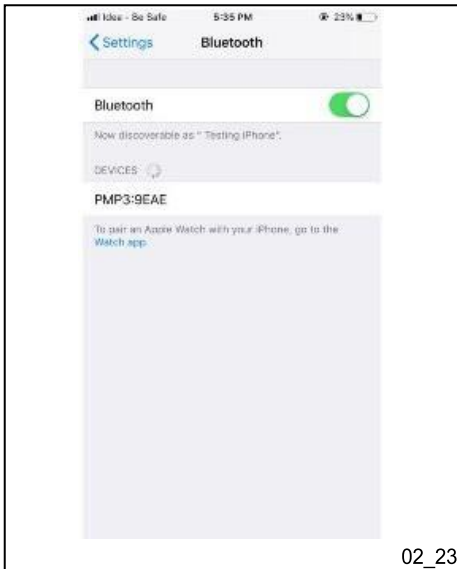 Idea - Be Safe 5:35 PM 23%
Settings Bluetooth
Bluetooth
Now discoverable as " Testing iPhone".
DEVICES
PMP3:9EAE
To pair an Apple Watch with your iPhone, go to the
Watch app
02_23